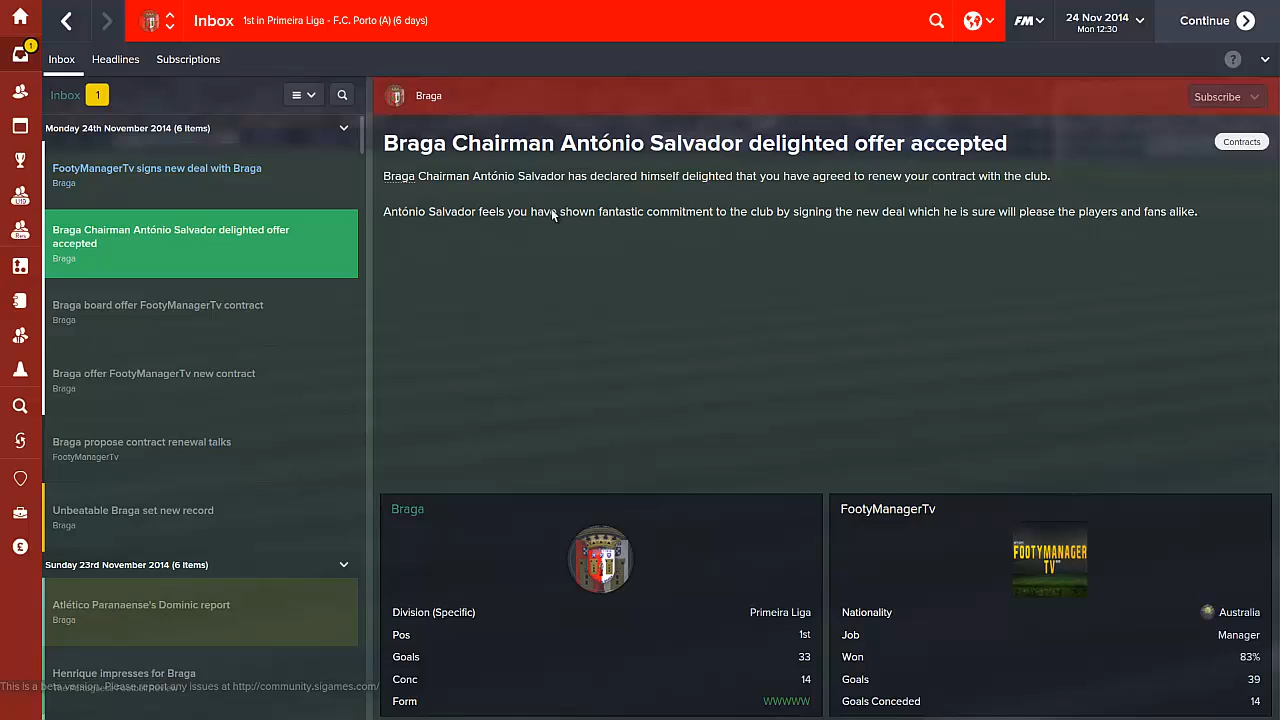 Inbox
1st in Primeira Liga - F.C. Porto (A) (6 days)
FM
24 Nov 2014
Mon 12:30
Continue
1
Inbox
Headlines
Subscriptions
?
Inbox 1
Braga
Subscribe
Monday 24th November 2014 (6 Items)
FootyManagerTv signs new deal with Braga
Braga
Braga Chairman António Salvador delighted offer
accepted
Braga
Braga board offer FootyManagerTv contract
Braga
Braga offer FootyManagerTv new contract
Braga
Braga propose contract renewal talks
FootyManagerTv
Unbeatable Braga set new record
Braga
Sunday 23rd November 2014 (6 Items)
Atlético Paranaense's Dominic report
Braga
Henrique impresses for Braga
This is a beta version. Please report any issues at http://community.sigames.com/
Braga Chairman António Salvador delighted offer accepted
Contracts
Braga Chairman António Salvador has declared himself delighted that you have agreed to renew your contract with the club.
António Salvador feels you have shown fantastic commitment to the club by signing the new deal which he is sure will please the players and fans alike.
Braga
Division (Specific) Primeira Liga
Pos 1st
Goals 33
Conc 14
Form WWWWW
FootyManagerTv
FOOTYMANAGER
TV
Nationality Australia
Job Manager
Won 83%
Goals 39
Goals Conceded 14